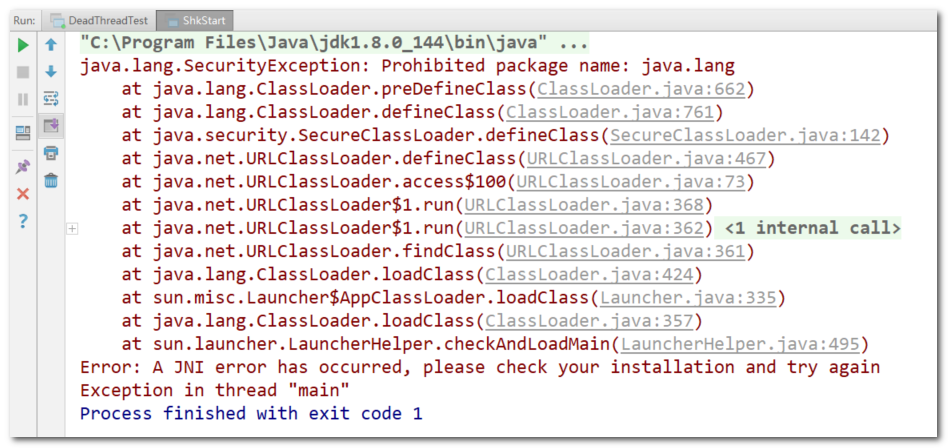 Run: DeadThreadTest ShkStart
"C:\Program Files\Java\jdk1.8.0_144\bin\java" ...
java.lang.SecurityException: Prohibited package name: java.lang
at java.lang.ClassLoader.preDefineClass(ClassLoader.java:662)
at java.lang.ClassLoader.defineClass(ClassLoader.java:761)
at java.security.SecureClassLoader.defineClass(SecureClassLoader.java:142)
at java.net.URLClassLoader.defineClass(URLClassLoader.java:467)
at java.net.URLClassLoader.access$100(URLClassLoader.java:73)
at java.net.URLClassLoader$1.run(URLClassLoader.java:368)
at java.net.URLClassLoader$1.run(URLClassLoader.java:362) <1 internal call>
at java.net.URLClassLoader.findClass(URLClassLoader.java:361)
at java.lang.ClassLoader.loadClass(ClassLoader.java:424)
at sun.misc.Launcher$AppClassLoader.loadClass(Launcher.java:335)
at java.lang.ClassLoader.loadClass(ClassLoader.java:357)
at sun.launcher.LauncherHelper.checkAndLoadMain(LauncherHelper.java:495)
Error: A JNI error has occurred, please check your installation and try again
Exception in thread "main"
Process finished with exit code 1